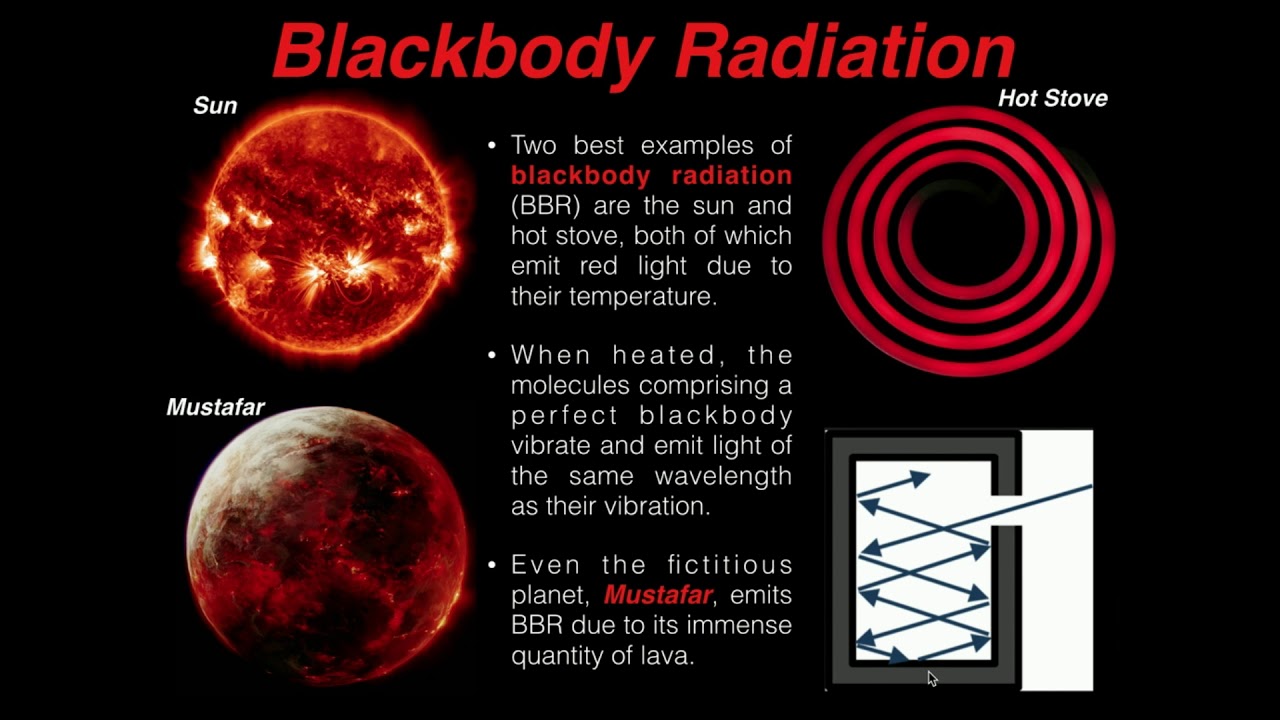 Blackbody Radiation
Sun
Hot Stove
• Two best examples of
blackbody radiation
(BBR) are the sun and
hot stove, both of which
emit red light due to
their temperature.
• When heated, the
molecules comprising a
perfect blackbody
vibrate and emit light of
the same wavelength
as their vibration.
Mustafar
• Even the fictitious
planet, Mustafar, emits
BBR due to its immense
quantity of lava.